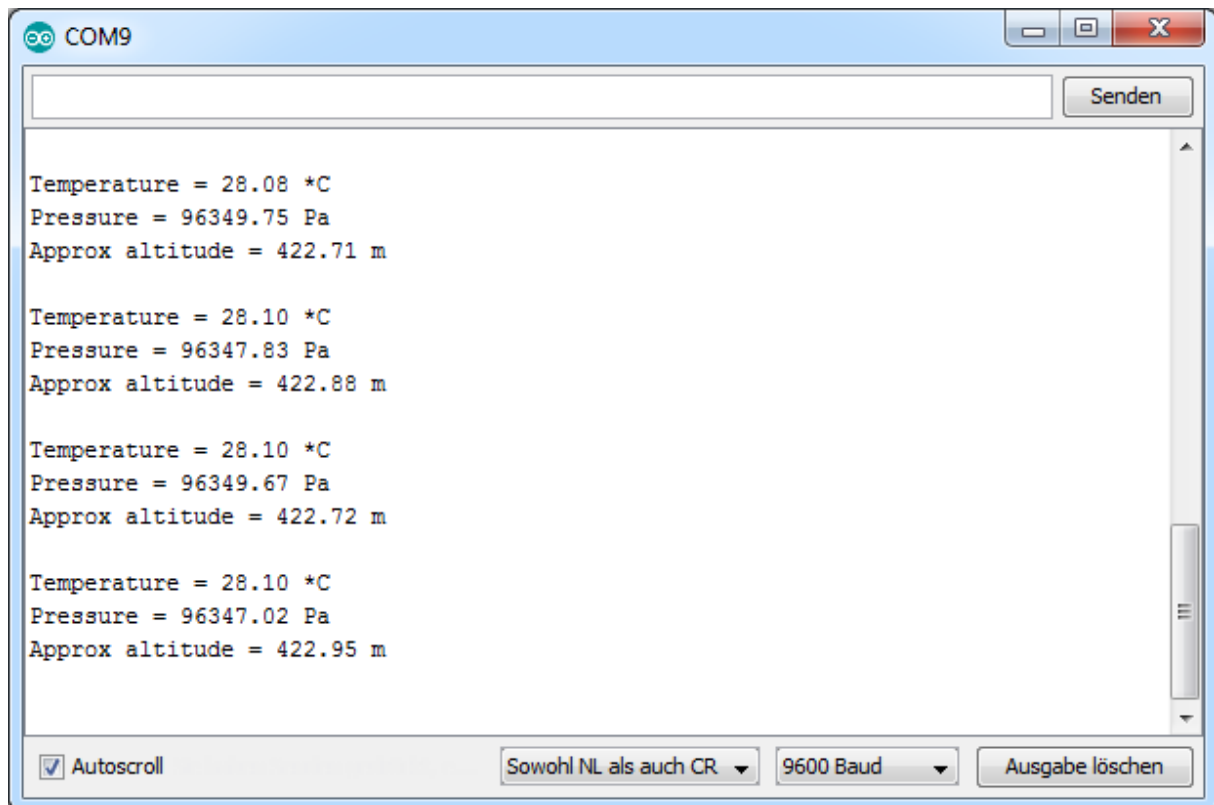 COM9
Senden
Temperature = 28.08 *C
Pressure = 96349.75 Pa
Approx altitude = 422.71 m
Temperature = 28.10 *C
Pressure = 96347.83 Pa
Approx altitude = 422.88 m
Temperature = 28.10 *C
Pressure = 96349.67 Pa
Approx altitude = 422.72 m
Temperature = 28.10 *C
Pressure = 96347.02 Pa
Approx altitude = 422.95 m
Autoscroll
Sowohl NL als auch CR
9600 Baud
Ausgabe löschen